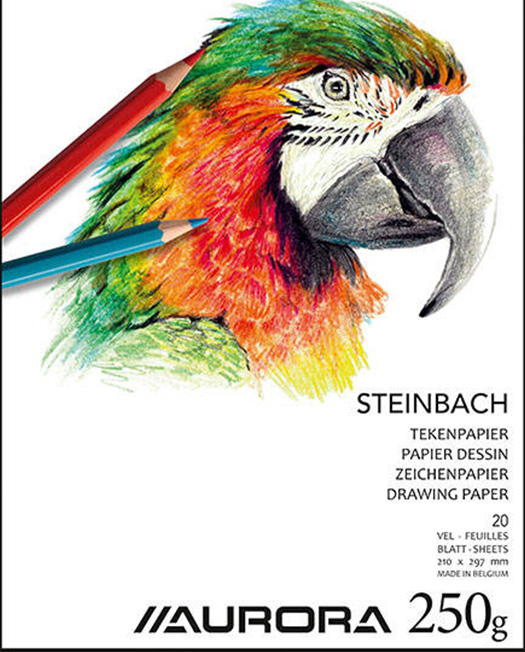 STEINBACH
TEKENPAPIER
PAPIER DESSIN
ZEICHENPAPIER
DRAWING PAPER
20
VEL - FEUILLES
BLATT - SHEETS
210 x 297 mm
MADE IN BELGIUM
//AURORA 250g